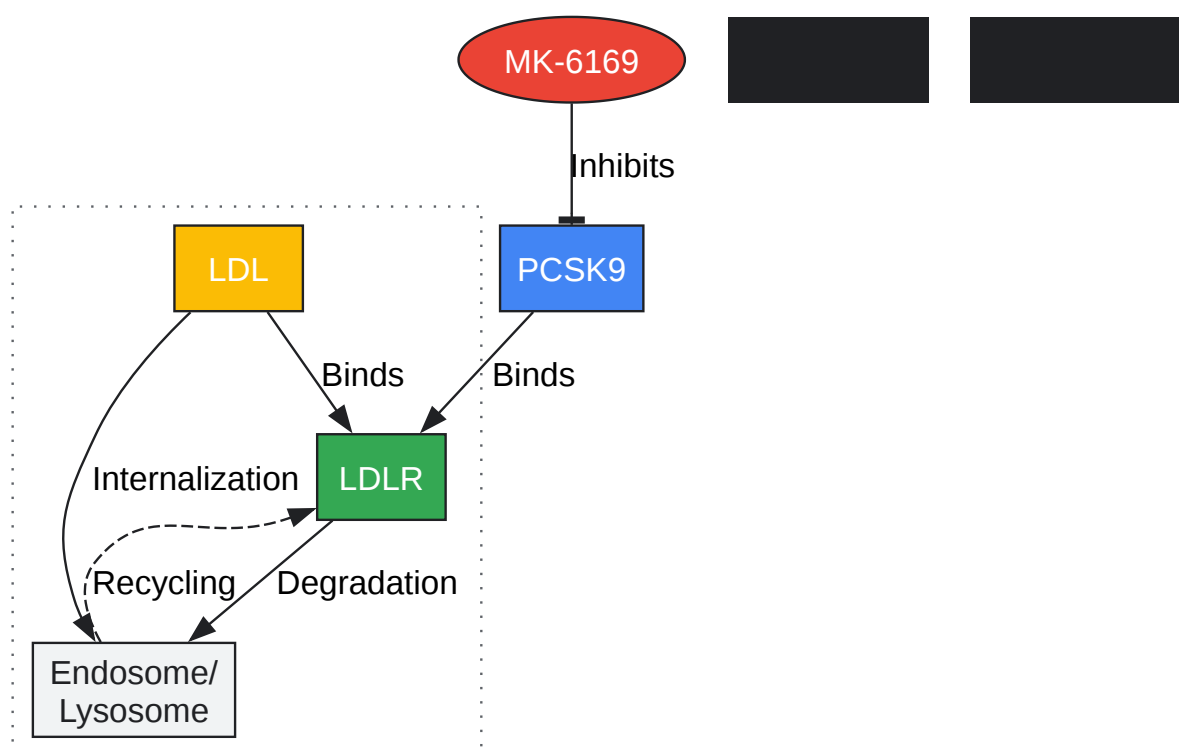 MK-6169
Inhibits
LDL
PCSK9
Binds
Binds
Internalization
LDLR
Recycling
Degradation
Endosome/
Lysosome